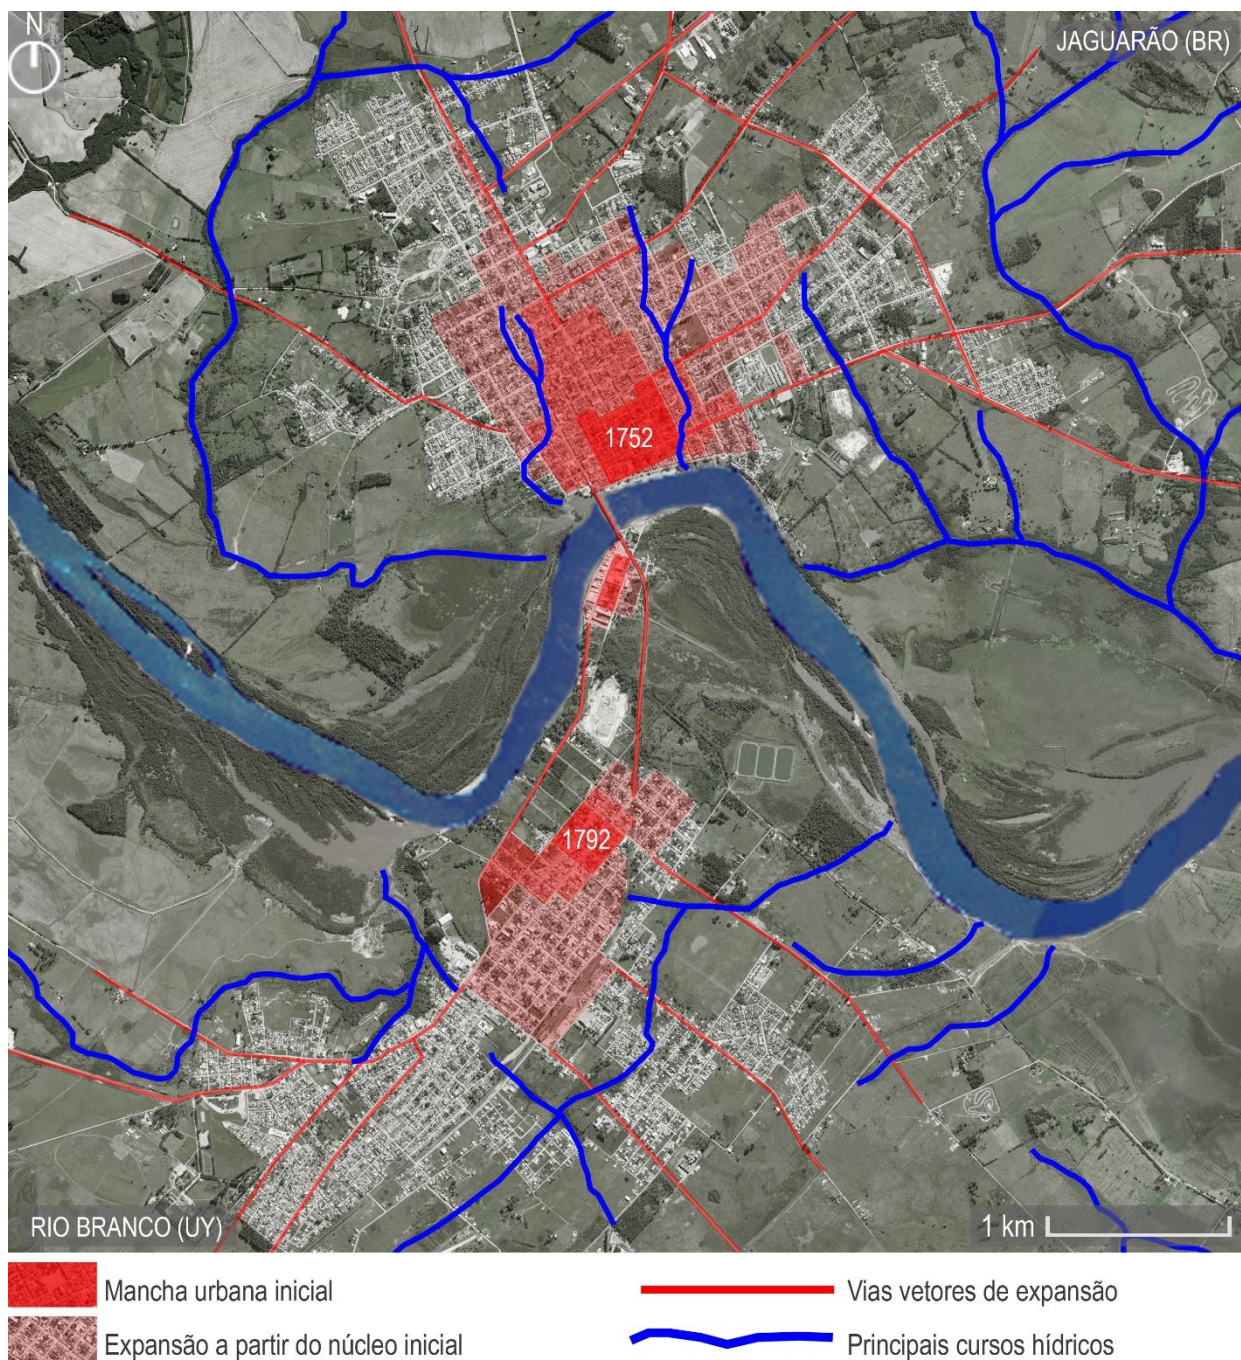 N
JAGUARÃO (BR)
1752
1792
RIO BRANCO (UY)
1 km
Mancha urbana inicial
Vias vetores de expansão
Expansão a partir do núcleo inicial
Principais cursos hídricos